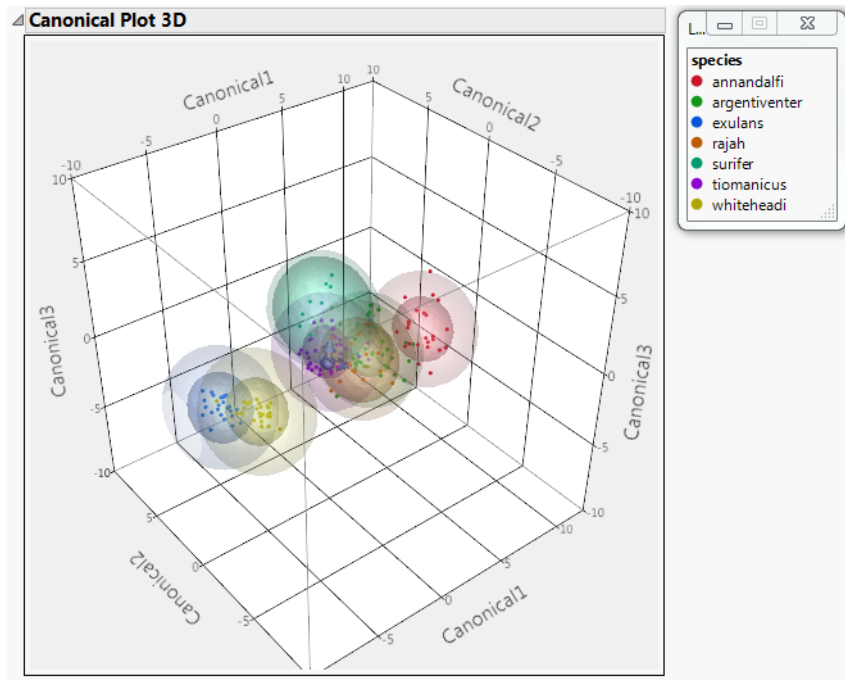 Canonical Plot 3D
L...
species
annandalfi
argentiventer
exulans
rajah
surifer
tiomanicus
whiteheadi
Canonical1
-10
-5
0
5
10
Canonical2
10
5
0
-5
-10
Canonical3
10
5
0
-5
-10
Canonical3
10
5
0
-5
-10
Canonical2
5
0
-5
Canonical1
-5
0
5
10